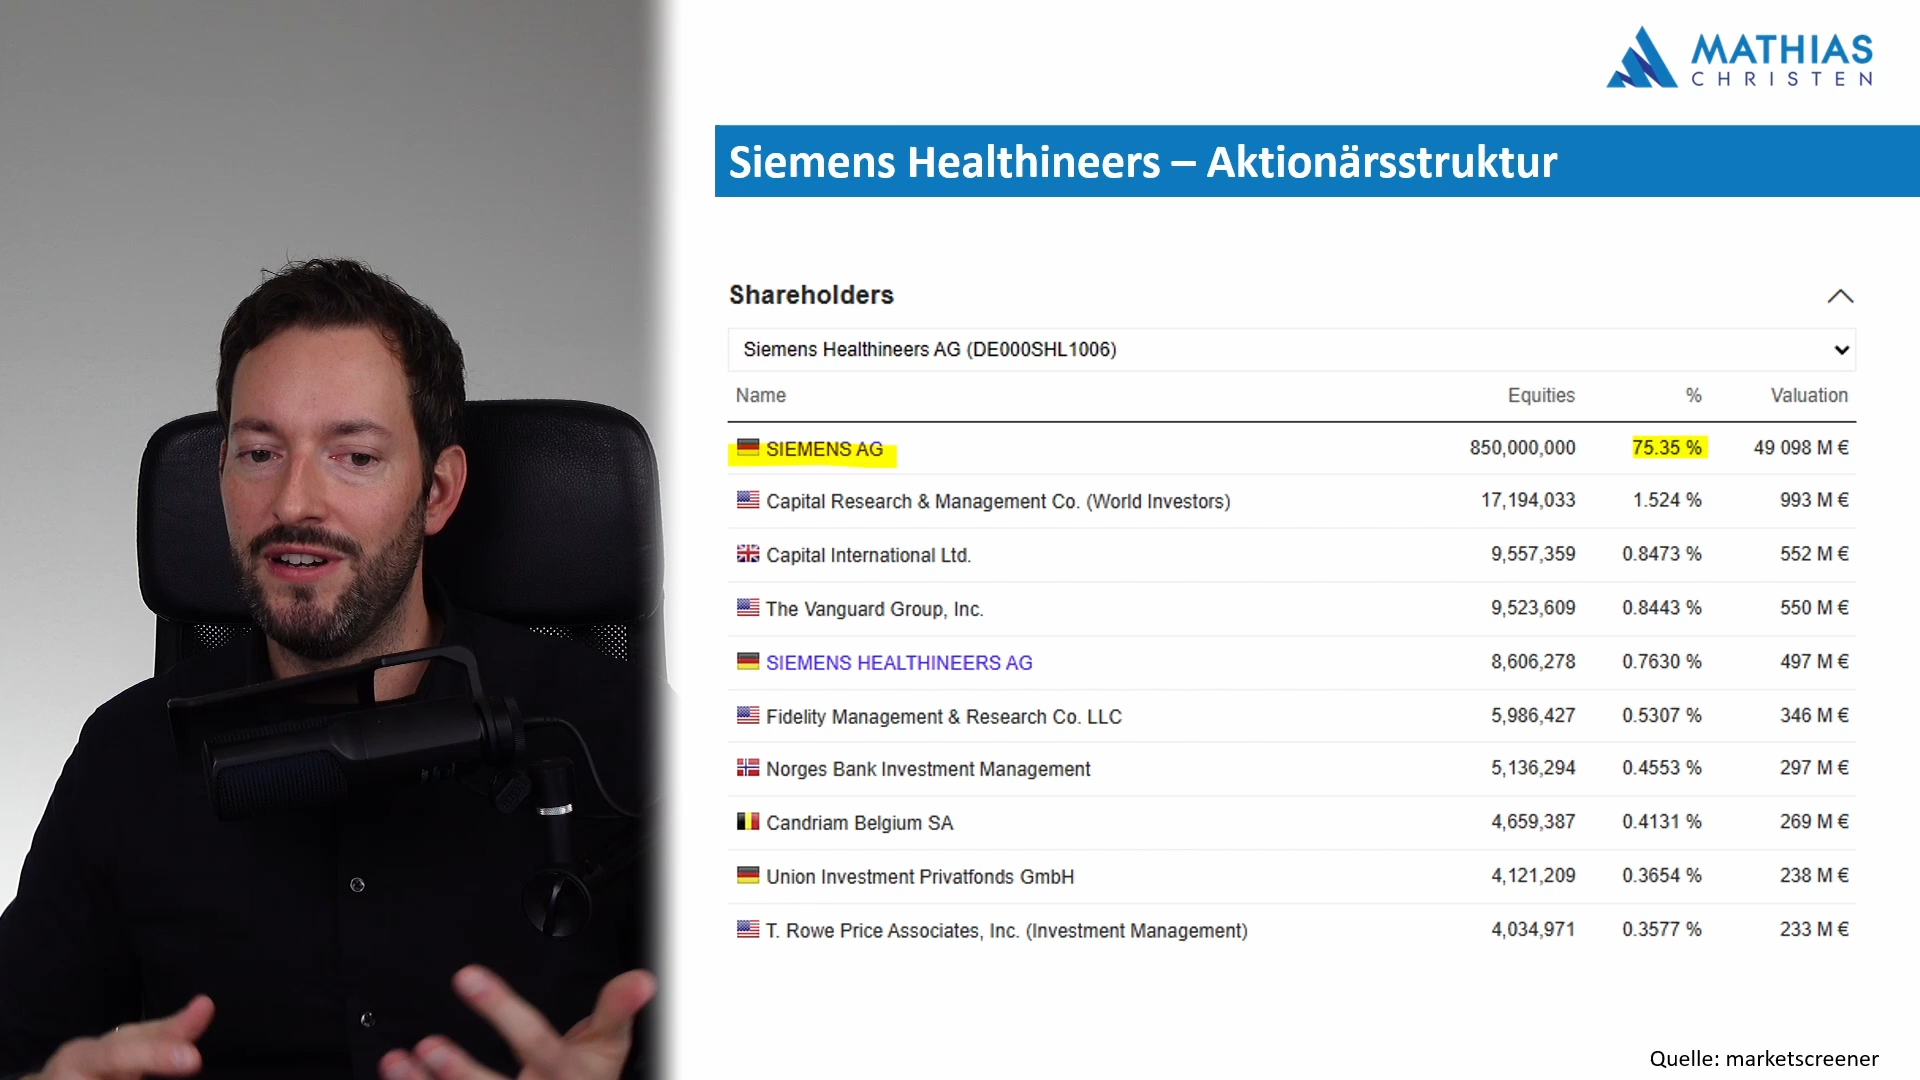 MATHIAS
CHRISTEN
Siemens Healthineers – Aktionärsstruktur
Shareholders
Siemens Healthineers AG (DE000SHL1006)
Name Equities % Valuation
SIEMENS AG 850,000,000 75.35 % 49 098 M €
Capital Research & Management Co. (World Investors) 17,194,033 1.524 % 993 M €
Capital International Ltd. 9,557,359 0.8473 % 552 M €
The Vanguard Group, Inc. 9,523,609 0.8443 % 550 M €
SIEMENS HEALTHINEERS AG 8,606,278 0.7630 % 497 M €
Fidelity Management & Research Co. LLC 5,986,427 0.5307 % 346 M €
Norges Bank Investment Management 5,136,294 0.4553 % 297 M €
Candriam Belgium SA 4,659,387 0.4131 % 269 M €
Union Investment Privatfonds GmbH 4,121,209 0.3654 % 238 M €
T. Rowe Price Associates, Inc. (Investment Management) 4,034,971 0.3577 % 233 M €
Quelle: marketscreener